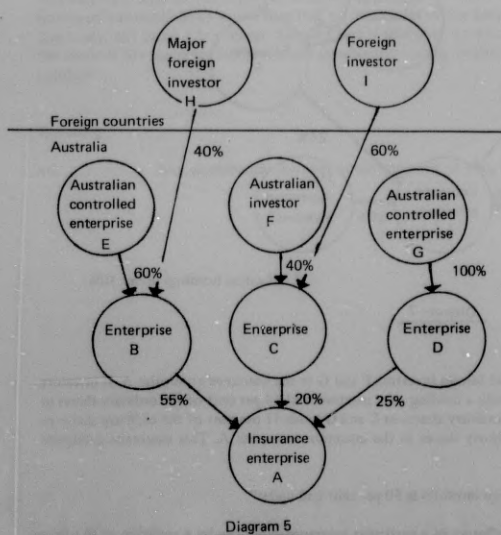 Major
foreign
investor
H
Foreign
investor
I
Foreign countries
Australia
40%
60%
Australian
controlled
enterprise
E
Australian
investor
F
Australian
controlled
enterprise
G
60%
40%
100%
Enterprise
B
Enterprise
C
Enterprise
D
55%
20%
25%
Insurance
enterprise
A
Diagram 5